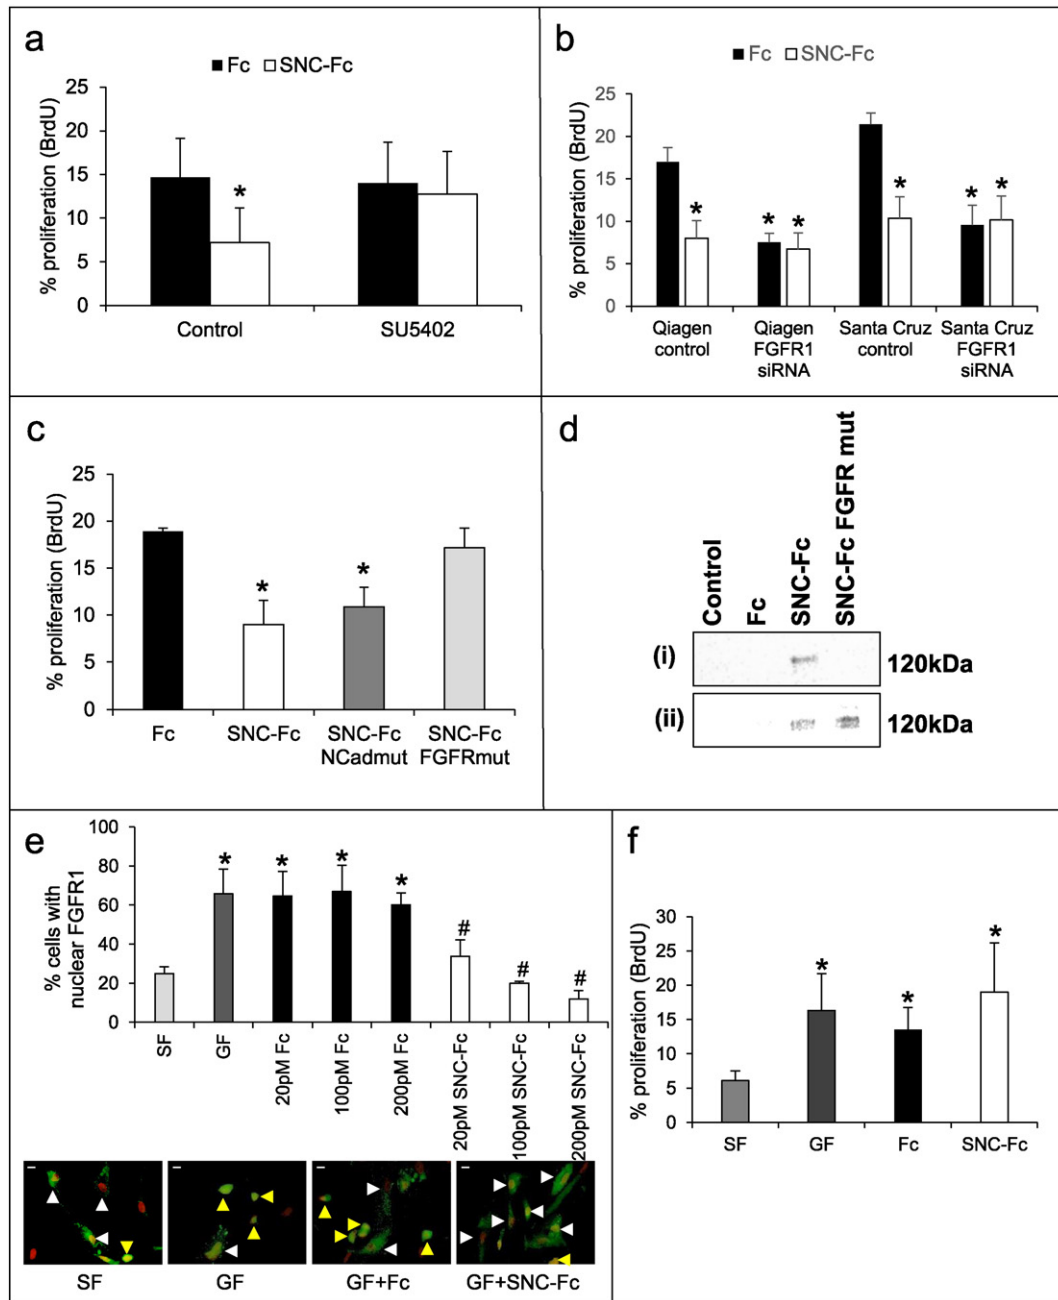 a
Fc SNC-Fc
% proliferation (BrdU)
25
20
15
10
5
0
*
Control SU5402
b
Fc SNC-Fc
% proliferation (BrdU)
25
20
15
10
5
0
* * * * * *
Qiagen control
Qiagen FGFR1 siRNA
Santa Cruz control
Santa Cruz FGFR1 siRNA
c
% proliferation (BrdU)
25
20
15
10
5
0
* *
Fc
SNC-Fc
SNC-Fc NCadmut
SNC-Fc FGFRmut
d
Control
Fc
SNC-Fc
SNC-Fc FGFR mut
(i) 120kDa
(ii) 120kDa
e
% cells with
nuclear FGFR1
100
80
60
40
20
0
* * * * # # #
SF
GF
20pM Fc
100pM Fc
200pM Fc
20pM SNC-Fc
100pM SNC-Fc
200pM SNC-Fc
SF GF GF+Fc GF+SNC-Fc
f
% proliferation (BrdU)
30
25
20
15
10
5
0
* * *
SF GF Fc SNC-Fc